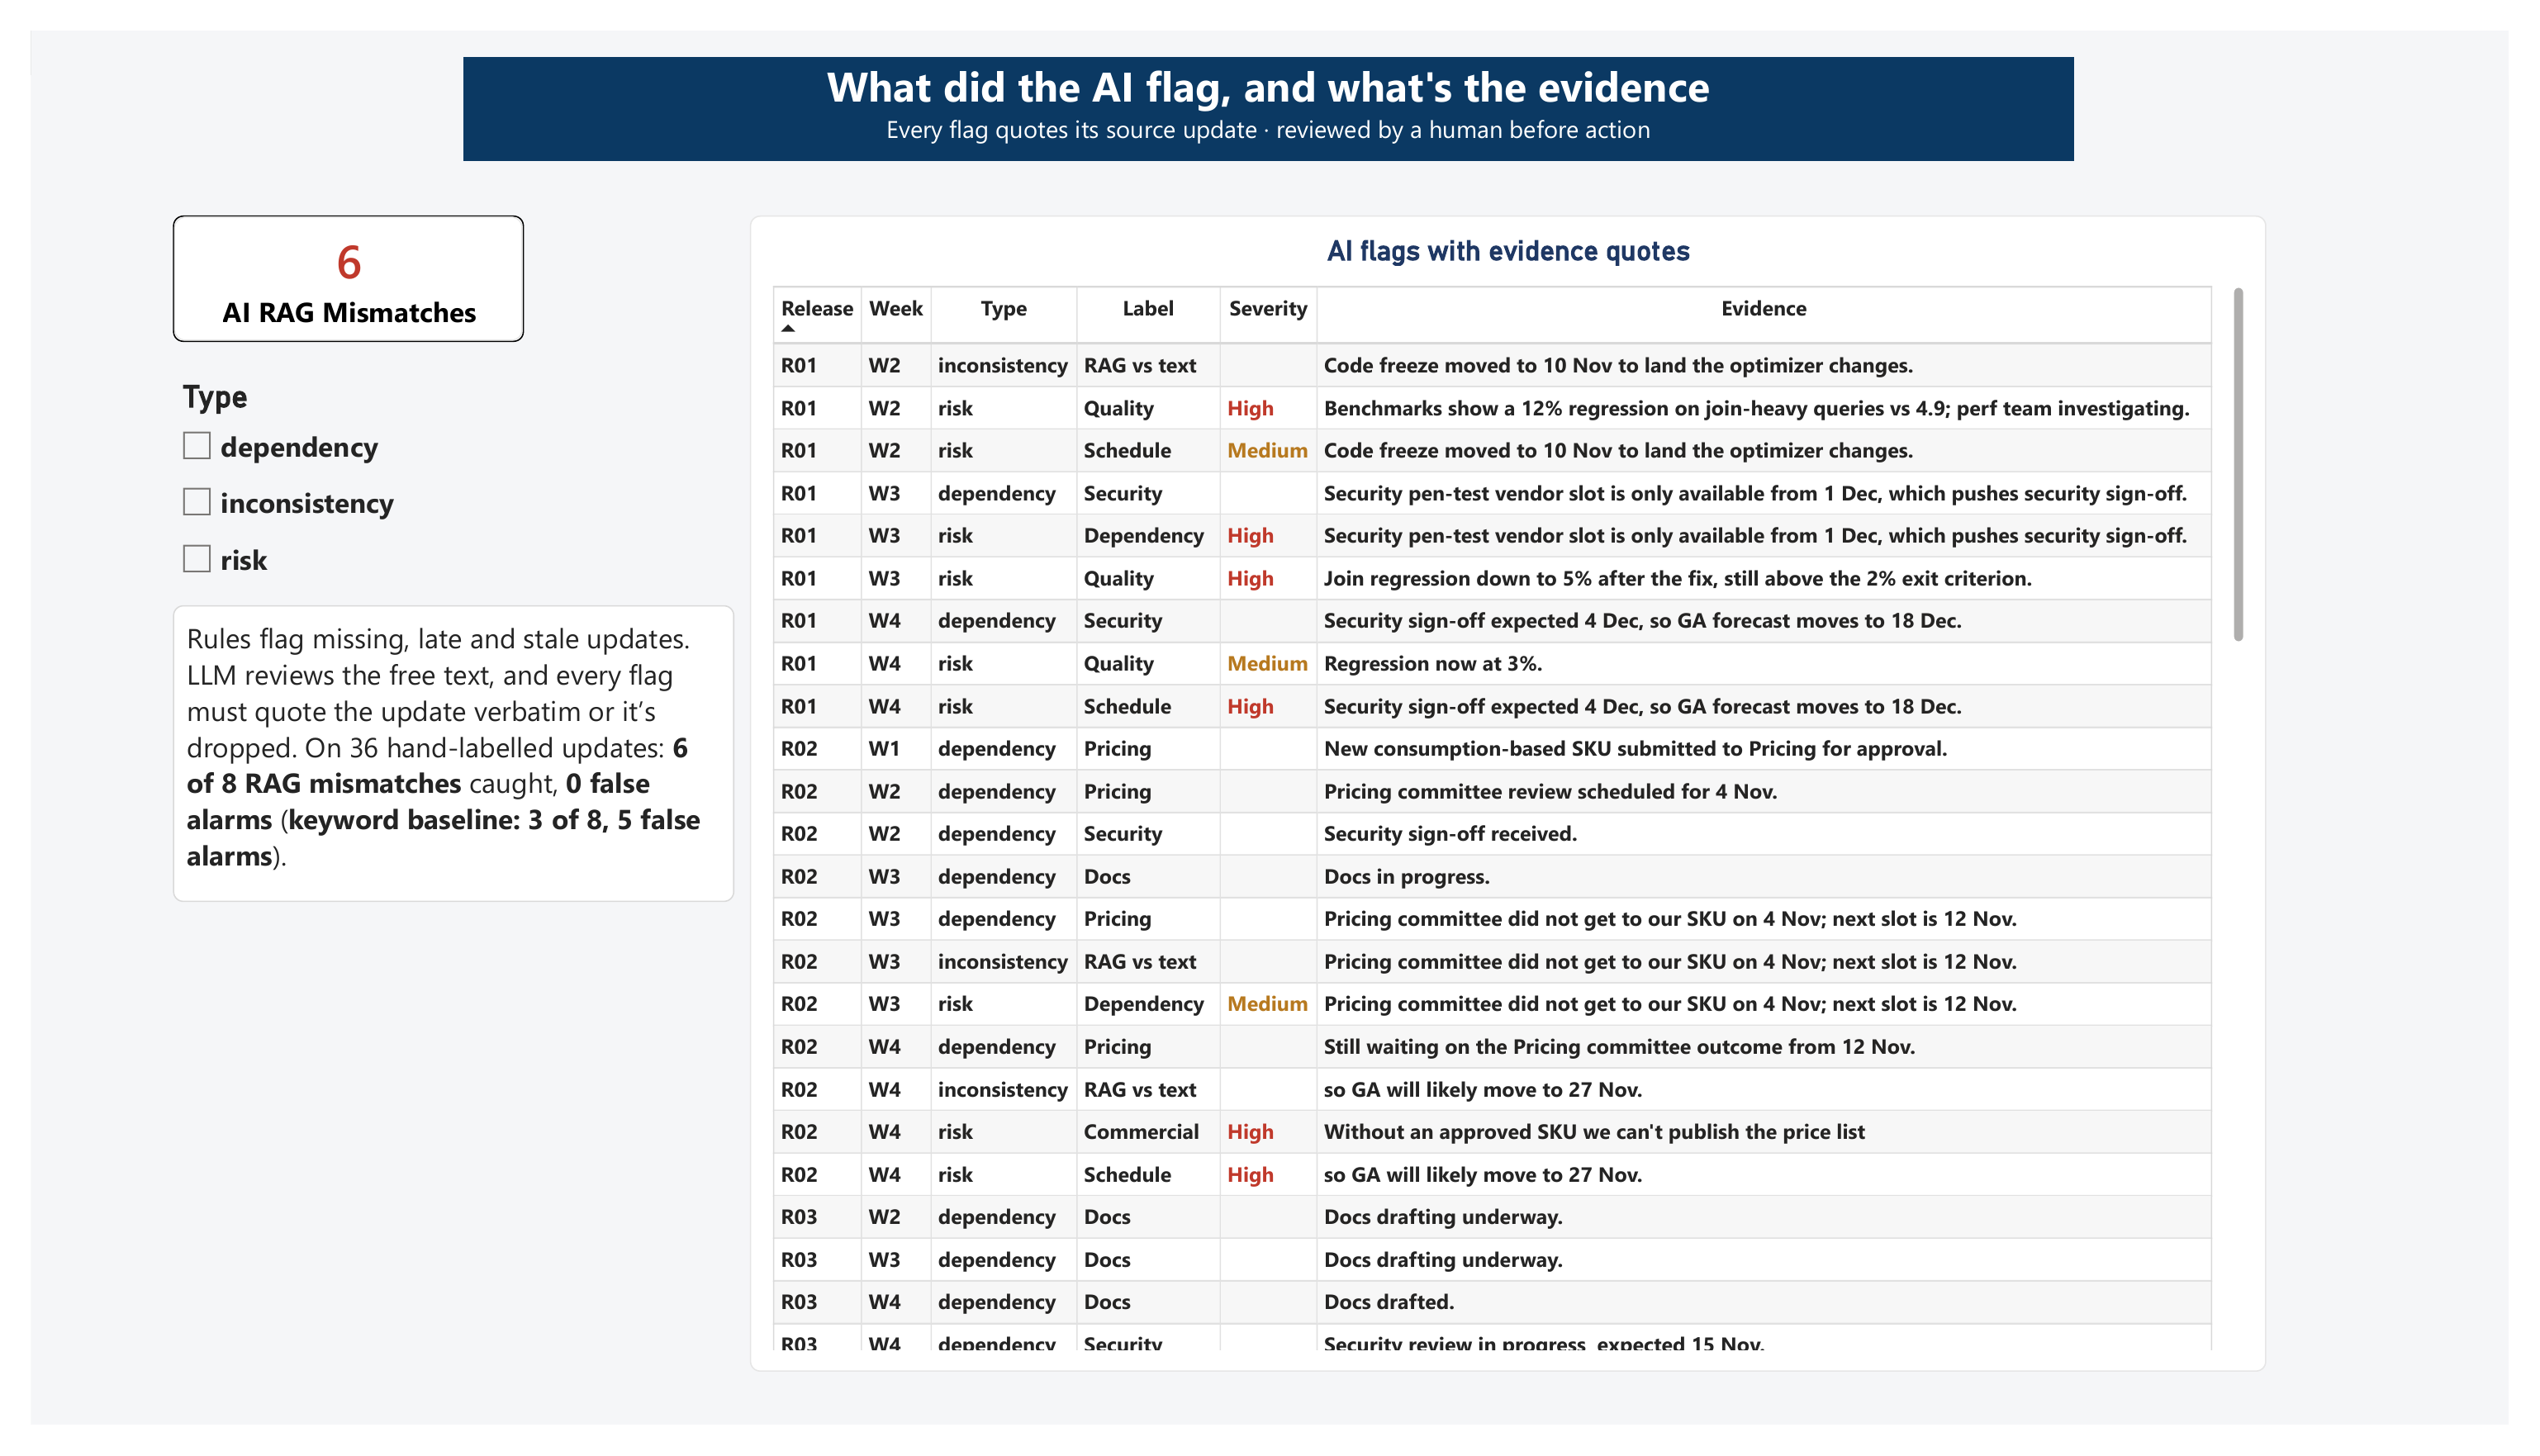 What did the AI flag, and what's the evidence
Every flag quotes its source update · reviewed by a human before action
6
AI RAG Mismatches
Type
dependency
inconsistency
risk
Rules flag missing, late and stale updates.
LLM reviews the free text, and every flag
must quote the update verbatim or it’s
dropped. On 36 hand-labelled updates: 6
of 8 RAG mismatches caught, 0 false
alarms (keyword baseline: 3 of 8, 5 false
alarms).
AI flags with evidence quotes
Release Week Type Label Severity Evidence
R01 W2 inconsistency RAG vs text Code freeze moved to 10 Nov to land the optimizer changes.
R01 W2 risk Quality High Benchmarks show a 12% regression on join-heavy queries vs 4.9; perf team investigating.
R01 W2 risk Schedule Medium Code freeze moved to 10 Nov to land the optimizer changes.
R01 W3 dependency Security Security pen-test vendor slot is only available from 1 Dec, which pushes security sign-off.
R01 W3 risk Dependency High Security pen-test vendor slot is only available from 1 Dec, which pushes security sign-off.
R01 W3 risk Quality High Join regression down to 5% after the fix, still above the 2% exit criterion.
R01 W4 dependency Security Security sign-off expected 4 Dec, so GA forecast moves to 18 Dec.
R01 W4 risk Quality Medium Regression now at 3%.
R01 W4 risk Schedule High Security sign-off expected 4 Dec, so GA forecast moves to 18 Dec.
R02 W1 dependency Pricing New consumption-based SKU submitted to Pricing for approval.
R02 W2 dependency Pricing Pricing committee review scheduled for 4 Nov.
R02 W2 dependency Security Security sign-off received.
R02 W3 dependency Docs Docs in progress.
R02 W3 dependency Pricing Pricing committee did not get to our SKU on 4 Nov; next slot is 12 Nov.
R02 W3 inconsistency RAG vs text Pricing committee did not get to our SKU on 4 Nov; next slot is 12 Nov.
R02 W3 risk Dependency Medium Pricing committee did not get to our SKU on 4 Nov; next slot is 12 Nov.
R02 W4 dependency Pricing Still waiting on the Pricing committee outcome from 12 Nov.
R02 W4 inconsistency RAG vs text so GA will likely move to 27 Nov.
R02 W4 risk Commercial High Without an approved SKU we can't publish the price list
R02 W4 risk Schedule High so GA will likely move to 27 Nov.
R03 W2 dependency Docs Docs drafting underway.
R03 W3 dependency Docs Docs drafting underway.
R03 W4 dependency Docs Docs drafted.
R03 W4 dependency Security Security review in progress, expected 15 Nov.